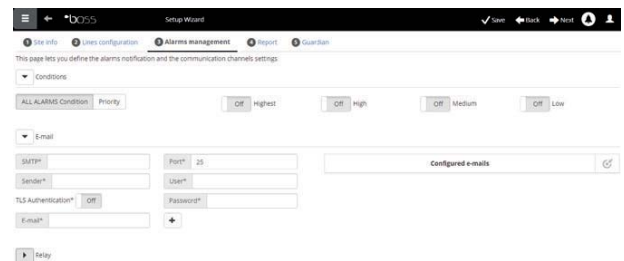 boss Setup Wizard Save Back Next
1 Site info 2 Lines configuration 3 Alarms management 4 Report 5 Guardian
This page lets you define the alarms notification and the communication channels settings
Conditions
ALL ALARMS Condition Priority Off Highest Off High Off Medium Off Low
E-mail
SMTP* Port* 25 Configured e-mails
Sender* User*
TLS Authentication* Off Password*
E-mail* +
Relay